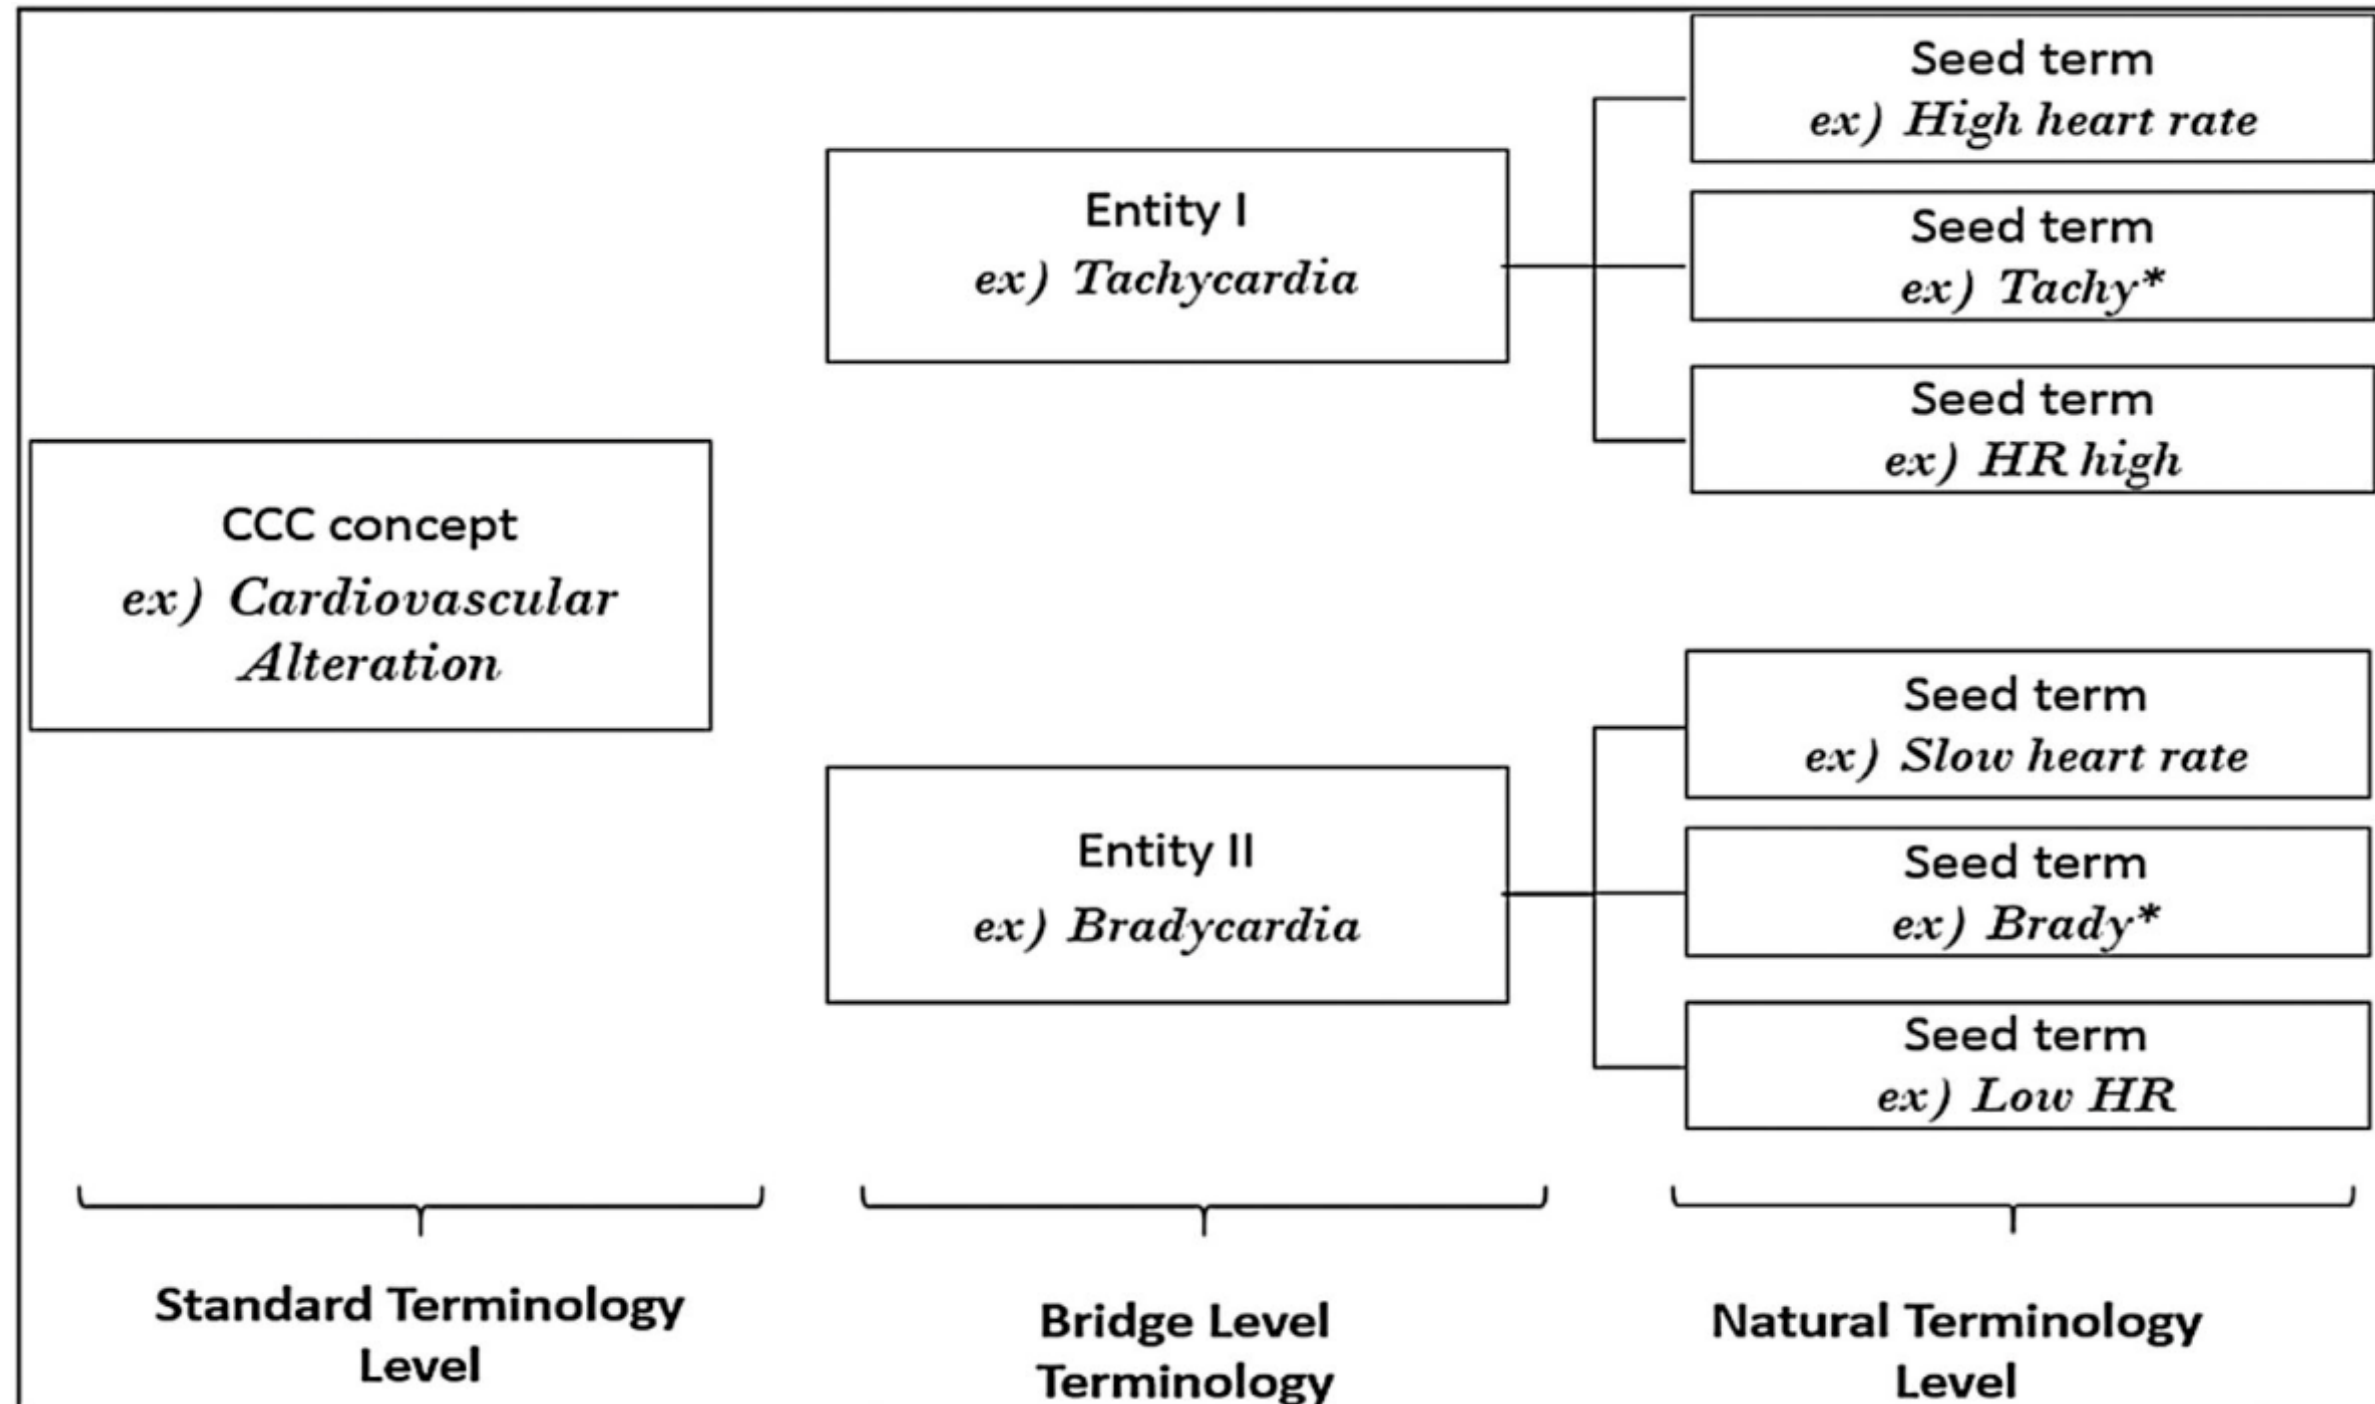 CCC concept
ex) Cardiovascular
Alteration
Entity I
ex) Tachycardia
Seed term
ex) High heart rate
Seed term
ex) Tachy*
Seed term
ex) HR high
Entity II
ex) Bradycardia
Seed term
ex) Slow heart rate
Seed term
ex) Brady*
Seed term
ex) Low HR
Standard Terminology
Level
Bridge Level
Terminology
Natural Terminology
Level